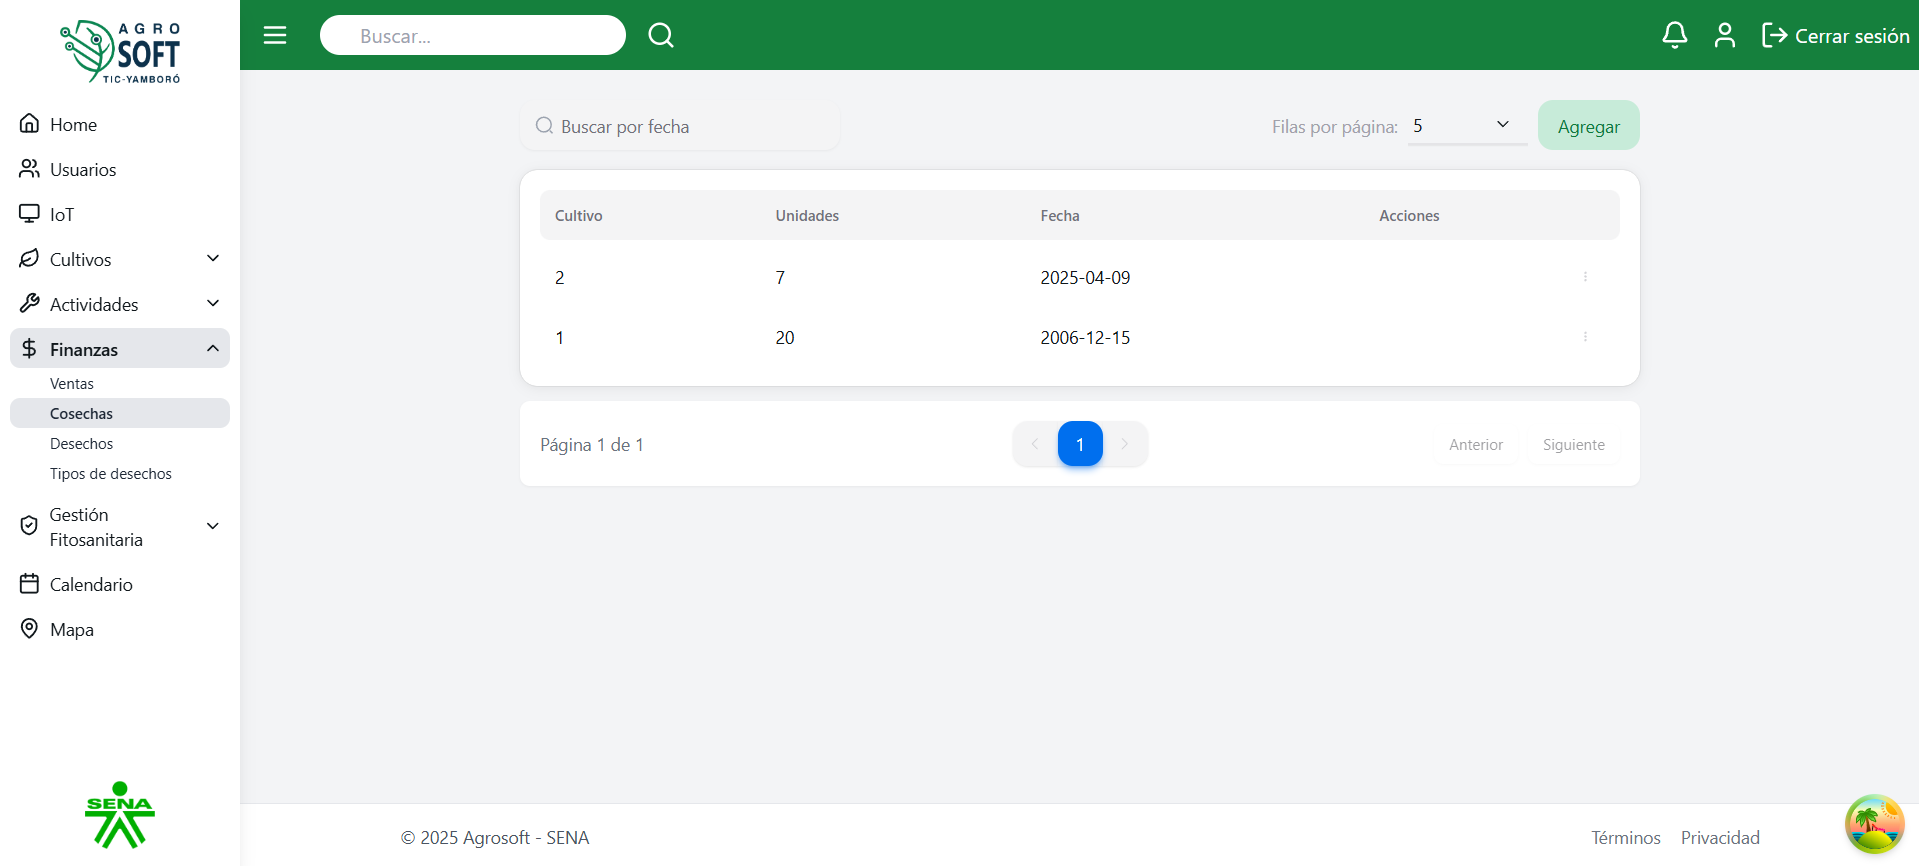 AGRO
SOFT
TIC-YAMBORÓ
Buscar...
Cerrar sesión
Home
Usuarios
IoT
Cultivos
Actividades
Finanzas
Ventas
Cosechas
Desechos
Tipos de desechos
Gestión
Fitosanitaria
Calendario
Mapa
SENA
Buscar por fecha
Filas por página: 5
Agregar
Cultivo Unidades Fecha Acciones
2 7 2025-04-09
1 20 2006-12-15
Página 1 de 1
1
Anterior Siguiente
© 2025 Agrosoft - SENA
Términos Privacidad